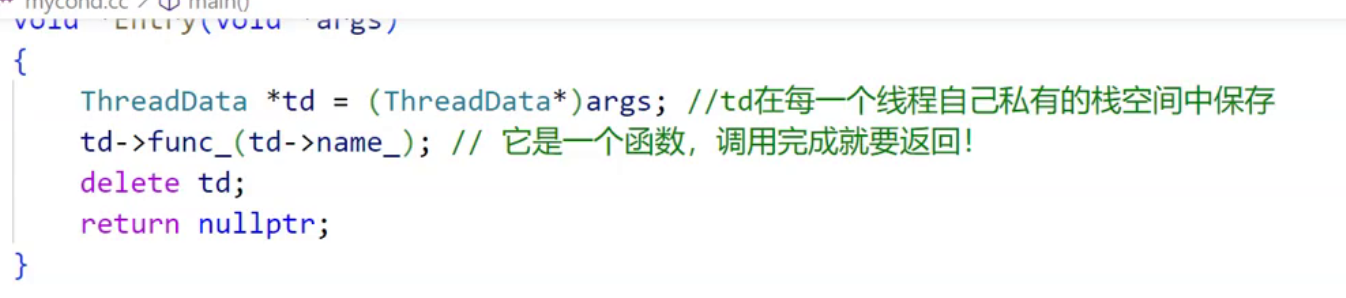 mycond.cc > main()
void *Entry(void *args)
{
ThreadData *td = (ThreadData*)args; //td在每一个线程自己私有的栈空间中保存
td->func_(td->name_); // 它是一个函数，调用完成就要返回！
delete td;
return nullptr;
}